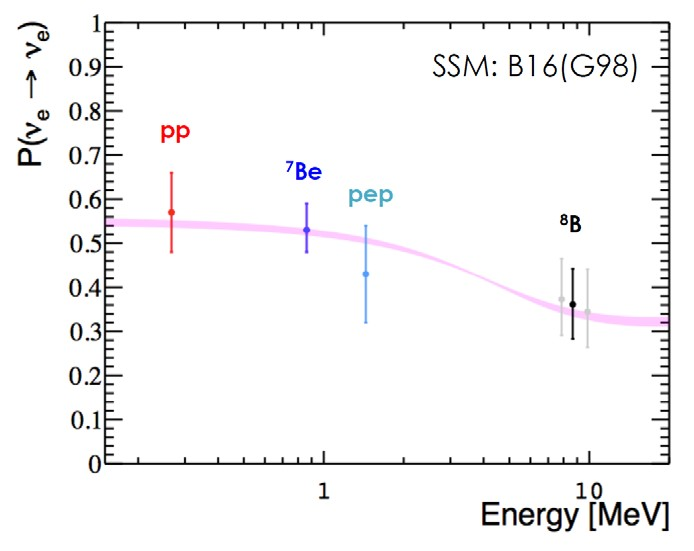 P(νe → νe)
SSM: B16(G98)
pp
⁷Be
pep
⁸B
1
0.9
0.8
0.7
0.6
0.5
0.4
0.3
0.2
0.1
0
1
10
Energy [MeV]